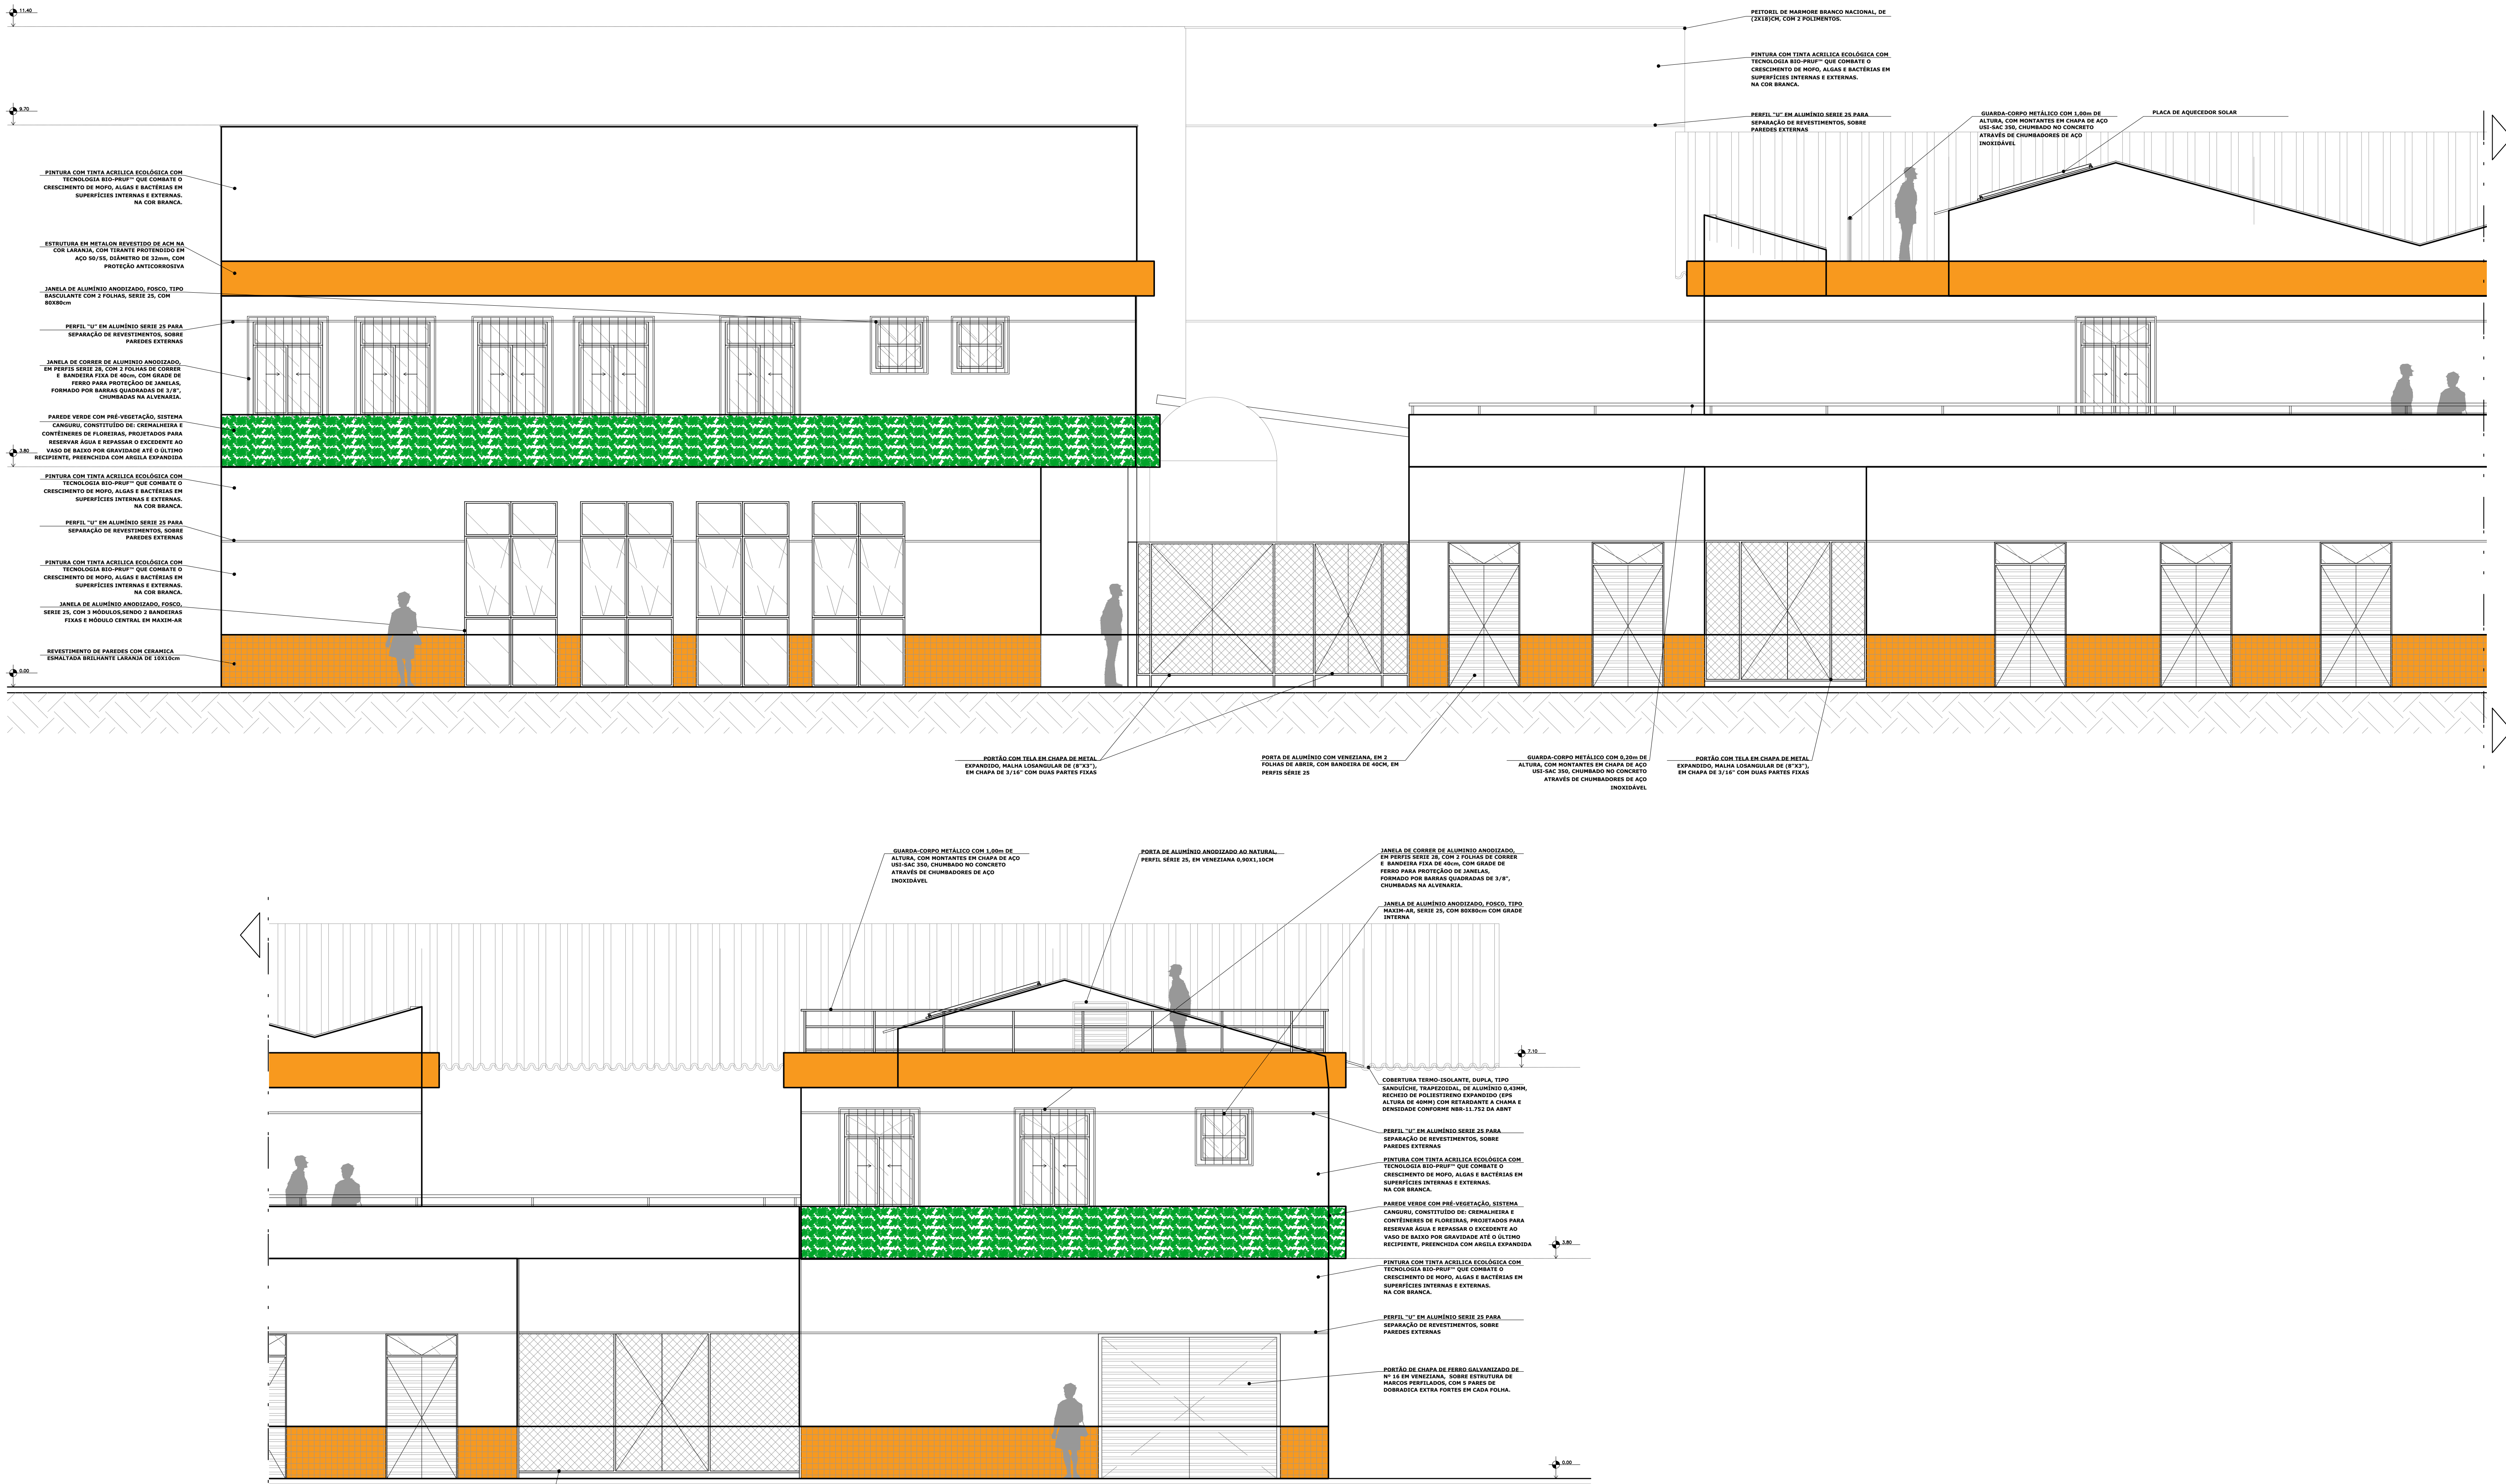 11.40
9.70
3.80
0.00
PINTURA COM TINTA ACRILICA ECOLÓGICA COM
TECNOLOGIA BIO-PRUF™ QUE COMBATE O
CRESCIMENTO DE MOFO, ALGAS E BACTÉRIAS EM
SUPERFÍCIES INTERNAS E EXTERNAS.
NA COR BRANCA.
ESTRUTURA EM METALON REVESTIDO DE ACM NA
COR LARANJA, COM TIRANTE PROTENDIDO EM
AÇO 50/55, DIÂMETRO DE 32mm, COM
PROTEÇÃO ANTICORROSIVA
JANELA DE ALUMÍNIO ANODIZADO, FOSCO, TIPO
BASCULANTE COM 2 FOLHAS, SERIE 25, COM
80X80cm
PERFIL "U" EM ALUMÍNIO SERIE 25 PARA
SEPARAÇÃO DE REVESTIMENTOS, SOBRE
PAREDES EXTERNAS
JANELA DE CORRER DE ALUMINIO ANODIZADO,
EM PERFIS SERIE 28, COM 2 FOLHAS DE CORRER
E BANDEIRA FIXA DE 40cm, COM GRADE DE
FERRO PARA PROTEÇÃOO DE JANELAS,
FORMADO POR BARRAS QUADRADAS DE 3/8",
CHUMBADAS NA ALVENARIA.
PAREDE VERDE COM PRÉ-VEGETAÇÃO, SISTEMA
CANGURU, CONSTITUÍDO DE: CREMALHEIRA E
CONTÊINERES DE FLOREIRAS, PROJETADOS PARA
RESERVAR ÁGUA E REPASSAR O EXCEDENTE AO
VASO DE BAIXO POR GRAVIDADE ATÉ O ÚLTIMO
RECIPIENTE, PREENCHIDA COM ARGILA EXPANDIDA
PINTURA COM TINTA ACRILICA ECOLÓGICA COM
TECNOLOGIA BIO-PRUF™ QUE COMBATE O
CRESCIMENTO DE MOFO, ALGAS E BACTÉRIAS EM
SUPERFÍCIES INTERNAS E EXTERNAS.
NA COR BRANCA.
PERFIL "U" EM ALUMÍNIO SERIE 25 PARA
SEPARAÇÃO DE REVESTIMENTOS, SOBRE
PAREDES EXTERNAS
PINTURA COM TINTA ACRILICA ECOLÓGICA COM
TECNOLOGIA BIO-PRUF™ QUE COMBATE O
CRESCIMENTO DE MOFO, ALGAS E BACTÉRIAS EM
SUPERFÍCIES INTERNAS E EXTERNAS.
NA COR BRANCA.
JANELA DE ALUMÍNIO ANODIZADO, FOSCO,
SERIE 25, COM 3 MÓDULOS,SENDO 2 BANDEIRAS
FIXAS E MÓDULO CENTRAL EM MAXIM-AR
REVESTIMENTO DE PAREDES COM CERAMICA
ESMALTADA BRILHANTE LARANJA DE 10X10cm
PEITORIL DE MARMORE BRANCO NACIONAL, DE
(2X18)CM, COM 2 POLIMENTOS.
PINTURA COM TINTA ACRILICA ECOLÓGICA COM
TECNOLOGIA BIO-PRUF™ QUE COMBATE O
CRESCIMENTO DE MOFO, ALGAS E BACTÉRIAS EM
SUPERFÍCIES INTERNAS E EXTERNAS.
NA COR BRANCA.
PERFIL "U" EM ALUMÍNIO SERIE 25 PARA
SEPARAÇÃO DE REVESTIMENTOS, SOBRE
PAREDES EXTERNAS
GUARDA-CORPO METÁLICO COM 1,00m DE
ALTURA, COM MONTANTES EM CHAPA DE AÇO
USI-SAC 350, CHUMBADO NO CONCRETO
ATRAVÉS DE CHUMBADORES DE AÇO
INOXIDÁVEL
PLACA DE AQUECEDOR SOLAR
PORTÃO COM TELA EM CHAPA DE METAL
EXPANDIDO, MALHA LOSANGULAR DE (8"X3"),
EM CHAPA DE 3/16" COM DUAS PARTES FIXAS
PORTA DE ALUMÍNIO COM VENEZIANA, EM 2
FOLHAS DE ABRIR, COM BANDEIRA DE 40CM, EM
PERFIS SÉRIE 25
GUARDA-CORPO METÁLICO COM 0,20m DE
ALTURA, COM MONTANTES EM CHAPA DE AÇO
USI-SAC 350, CHUMBADO NO CONCRETO
ATRAVÉS DE CHUMBADORES DE AÇO
INOXIDÁVEL
PORTÃO COM TELA EM CHAPA DE METAL
EXPANDIDO, MALHA LOSANGULAR DE (8"X3"),
EM CHAPA DE 3/16" COM DUAS PARTES FIXAS
GUARDA-CORPO METÁLICO COM 1,00m DE
ALTURA, COM MONTANTES EM CHAPA DE AÇO
USI-SAC 350, CHUMBADO NO CONCRETO
ATRAVÉS DE CHUMBADORES DE AÇO
INOXIDÁVEL
PORTA DE ALUMÍNIO ANODIZADO AO NATURAL,
PERFIL SÉRIE 25, EM VENEZIANA 0,90X1,10CM
JANELA DE CORRER DE ALUMINIO ANODIZADO,
EM PERFIS SERIE 28, COM 2 FOLHAS DE CORRER
E BANDEIRA FIXA DE 40cm, COM GRADE DE
FERRO PARA PROTEÇÃOO DE JANELAS,
FORMADO POR BARRAS QUADRADAS DE 3/8",
CHUMBADAS NA ALVENARIA.
JANELA DE ALUMÍNIO ANODIZADO, FOSCO, TIPO
MAXIM-AR, SERIE 25, COM 80X80cm COM GRADE
INTERNA
7.10
COBERTURA TERMO-ISOLANTE, DUPLA, TIPO
SANDUÍCHE, TRAPEZOIDAL, DE ALUMÍNIO 0,43MM,
RECHEIO DE POLIESTIRENO EXPANDIDO (EPS
ALTURA DE 40MM) COM RETARDANTE A CHAMA E
DENSIDADE CONFORME NBR-11.752 DA ABNT
PERFIL "U" EM ALUMÍNIO SERIE 25 PARA
SEPARAÇÃO DE REVESTIMENTOS, SOBRE
PAREDES EXTERNAS
PINTURA COM TINTA ACRILICA ECOLÓGICA COM
TECNOLOGIA BIO-PRUF™ QUE COMBATE O
CRESCIMENTO DE MOFO, ALGAS E BACTÉRIAS EM
SUPERFÍCIES INTERNAS E EXTERNAS.
NA COR BRANCA.
PAREDE VERDE COM PRÉ-VEGETAÇÃO, SISTEMA
CANGURU, CONSTITUÍDO DE: CREMALHEIRA E
CONTÊINERES DE FLOREIRAS, PROJETADOS PARA
RESERVAR ÁGUA E REPASSAR O EXCEDENTE AO
VASO DE BAIXO POR GRAVIDADE ATÉ O ÚLTIMO
RECIPIENTE, PREENCHIDA COM ARGILA EXPANDIDA
3.80
PINTURA COM TINTA ACRILICA ECOLÓGICA COM
TECNOLOGIA BIO-PRUF™ QUE COMBATE O
CRESCIMENTO DE MOFO, ALGAS E BACTÉRIAS EM
SUPERFÍCIES INTERNAS E EXTERNAS.
NA COR BRANCA.
PERFIL "U" EM ALUMÍNIO SERIE 25 PARA
SEPARAÇÃO DE REVESTIMENTOS, SOBRE
PAREDES EXTERNAS
PORTÃO DE CHAPA DE FERRO GALVANIZADO DE
Nº 16 EM VENEZIANA, SOBRE ESTRUTURA DE
MARCOS PERFILADOS, COM 5 PARES DE
DOBRADICA EXTRA FORTES EM CADA FOLHA.
0.00